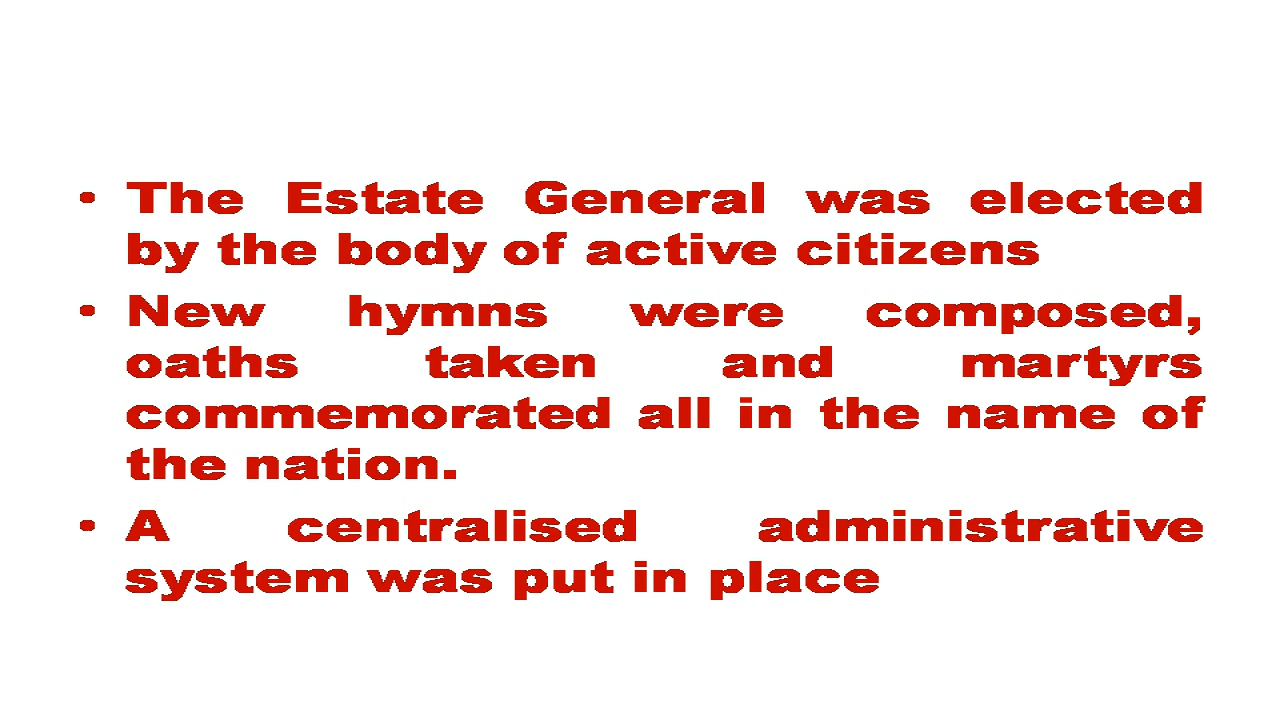 • The Estate General was elected
by the body of active citizens
• New hymns were composed,
oaths taken and martyrs
commemorated all in the name of
the nation.
• A centralised administrative
system was put in place